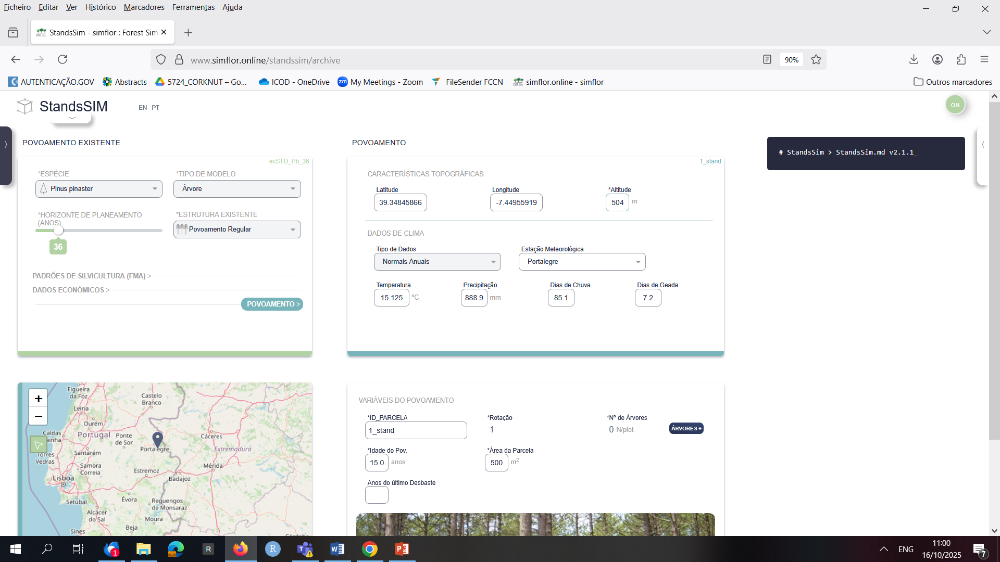 Ficheiro Editar Ver Histórico Marcadores Ferramentas Ajuda
StandsSim - simflor : Forest Sim
www.simflor.online/standssim/archive
90%
AUTENTICAÇÃO.GOV
Abstracts
5724_CORKNUT – Go...
ICOD - OneDrive
zm My Meetings - Zoom
FileSender FCCN
simflor.online - simflor
Outros marcadores
StandsSIM
EN PT
ON
POVOAMENTO EXISTENTE
exSTD_Pb_36
*ESPÉCIE
Pinus pinaster
*TIPO DE MODELO
Árvore
*HORIZONTE DE PLANEAMENTO
(ANOS)
36
*ESTRUTURA EXISTENTE
Povoamento Regular
PADRÕES DE SILVICULTURA (FMA) >
DADOS ECONÓMICOS >
POVOAMENTO >
POVOAMENTO
1_stand
CARACTERÍSTICAS TOPOGRÁFICAS
Latitude
39.34845866
Longitude
-7.44955919
*Altitude
504 m
DADOS DE CLIMA
Tipo de Dados
Normais Anuais
Estação Meteorológica
Portalegre
Temperatura
15.125 ºC
Precipitação
888.9 mm
Dias de Chuva
85.1
Dias de Geada
7.2
# StandsSim > StandsSim.md v2.1.1_
+
−
Figueira
da Foz
Castelo
Branco
Leiria
Ourém
Portugal
Ponte
de Sor
Caldas
ainha
Portalegre
Cáceres
Extremadura
Santarém
Torres
Vedras
Samora
Correia
Mérida
Lisboa
Estremoz
Badajoz
Setúbal
Évora
Reguengos
de Monsaraz
Alcácer
do Sal
Moura
Beja
Sines
Córdoba
VARIÁVEIS DO POVOAMENTO
*ID_PARCELA
1_stand
*Rotação
1
*Nº de Árvores
0 N/plot
ÁRVORES +
*Idade do Pov.
15.0 anos
*Área da Parcela
500 m²
Anos do último Desbaste
1
R
R
ENG
11:00
16/10/2025
7